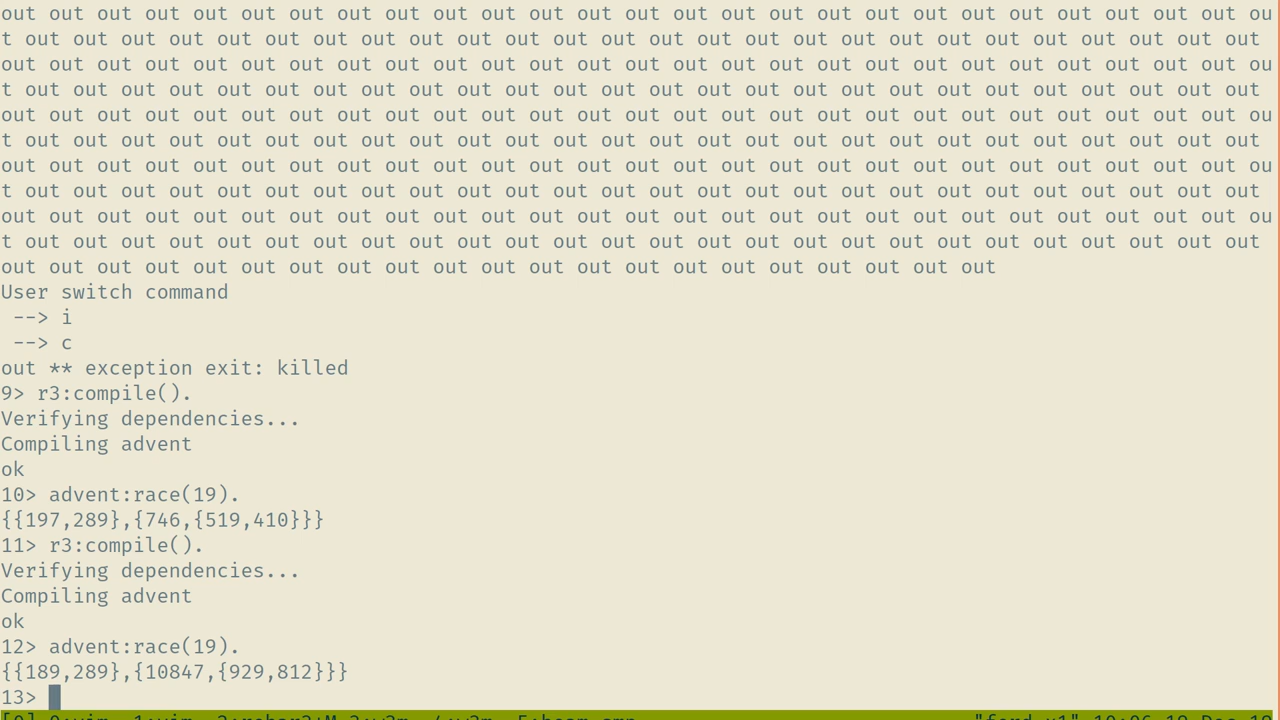 out out out out out out out out out out out out out out out out out out out out out out out out out out ou
t out out out out out out out out out out out out out out out out out out out out out out out out out out
out out out out out out out out out out out out out out out out out out out out out out out out out out ou
t out out out out out out out out out out out out out out out out out out out out out out out out out out
out out out out out out out out out out out out out out out out out out out out out out out out out out ou
t out out out out out out out out out out out out out out out out out out out out out out out out out out
out out out out out out out out out out out out out out out out out out out out out out out out out out ou
t out out out out out out out out out out out out out out out out out out out out out out out out out out
out out out out out out out out out out out out out out out out out out out out out out out out out out ou
t out out out out out out out out out out out out out out out out out out out out out out out out out out
out out out out out out out out out out out out out out out out out out out out out
User switch command
 --> i
 --> c
out ** exception exit: killed
9> r3:compile().
Verifying dependencies...
Compiling advent
ok
10> advent:race(19).
{{197,289},{746,{519,410}}}
11> r3:compile().
Verifying dependencies...
Compiling advent
ok
12> advent:race(19).
{{189,289},{10847,{929,812}}}
13>